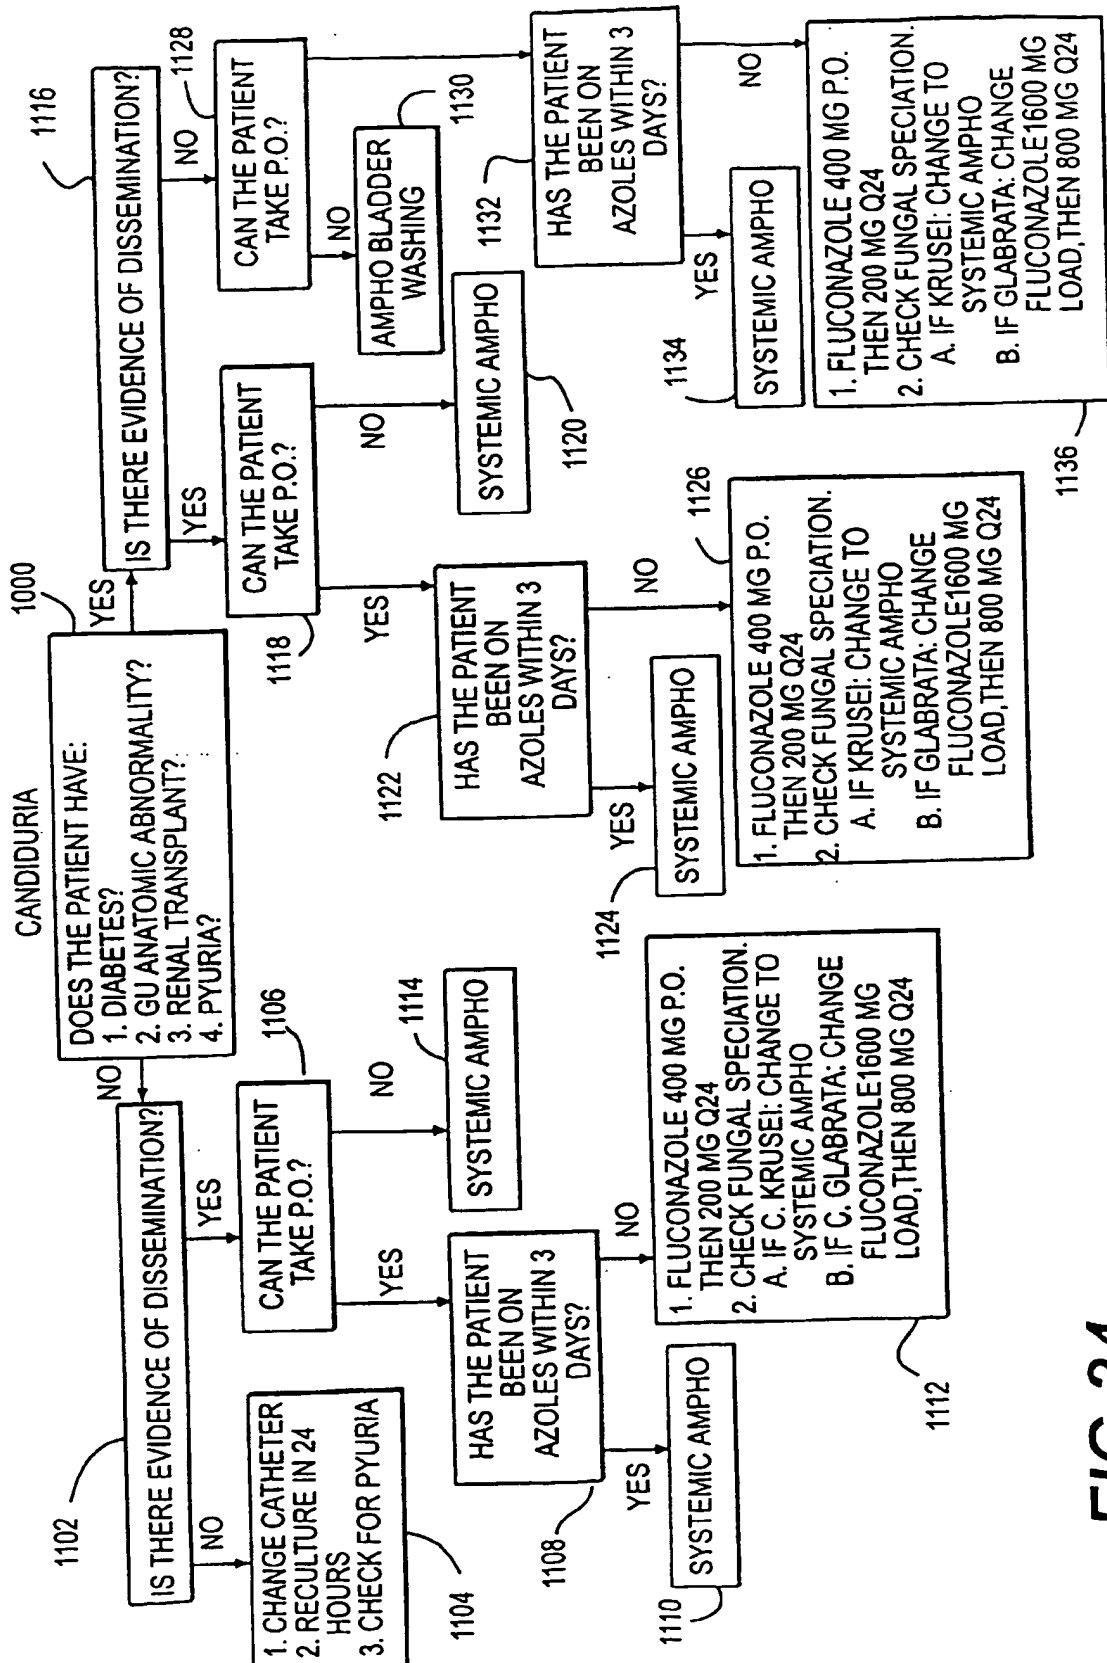 CANDIDURIA
1000
DOES THE PATIENT HAVE:
1. DIABETES?
2. GU ANATOMIC ABNORMALITY?
3. RENAL TRANSPLANT?
4. PYURIA?
NO
YES
1102
IS THERE EVIDENCE OF DISSEMINATION?
NO
YES
1. CHANGE CATHETER
2. RECULTURE IN 24
HOURS
3. CHECK FOR PYURIA
1104
1106
CAN THE PATIENT
TAKE P.O.?
YES
NO
1108
HAS THE PATIENT
BEEN ON
AZOLES WITHIN 3
DAYS?
YES
NO
SYSTEMIC AMPHO
1114
SYSTEMIC AMPHO
1110
1. FLUCONAZOLE 400 MG P.O.
THEN 200 MG Q24
2. CHECK FUNGAL SPECIATION.
A. IF C. KRUSEI: CHANGE TO
SYSTEMIC AMPHO
B. IF C. GLABRATA: CHANGE
FLUCONAZOLE1600 MG
LOAD,THEN 800 MG Q24
1112
1116
IS THERE EVIDENCE OF DISSEMINATION?
YES
NO
1118
CAN THE PATIENT
TAKE P.O.?
YES
NO
SYSTEMIC AMPHO
1120
1122
HAS THE PATIENT
BEEN ON
AZOLES WITHIN 3
DAYS?
YES
NO
1124
SYSTEMIC AMPHO
1126
1. FLUCONAZOLE 400 MG P.O.
THEN 200 MG Q24
2. CHECK FUNGAL SPECIATION.
A. IF KRUSEI: CHANGE TO
SYSTEMIC AMPHO
B. IF GLABRATA: CHANGE
FLUCONAZOLE1600 MG
LOAD,THEN 800 MG Q24
1128
CAN THE PATIENT
TAKE P.O.?
NO
AMPHO BLADDER
WASHING
1130
1132
HAS THE PATIENT
BEEN ON
AZOLES WITHIN 3
DAYS?
YES
NO
1134
SYSTEMIC AMPHO
1. FLUCONAZOLE 400 MG P.O.
THEN 200 MG Q24
2. CHECK FUNGAL SPECIATION.
A. IF KRUSEI: CHANGE TO
SYSTEMIC AMPHO
B. IF GLABRATA: CHANGE
FLUCONAZOLE1600 MG
LOAD,THEN 800 MG Q24
1136